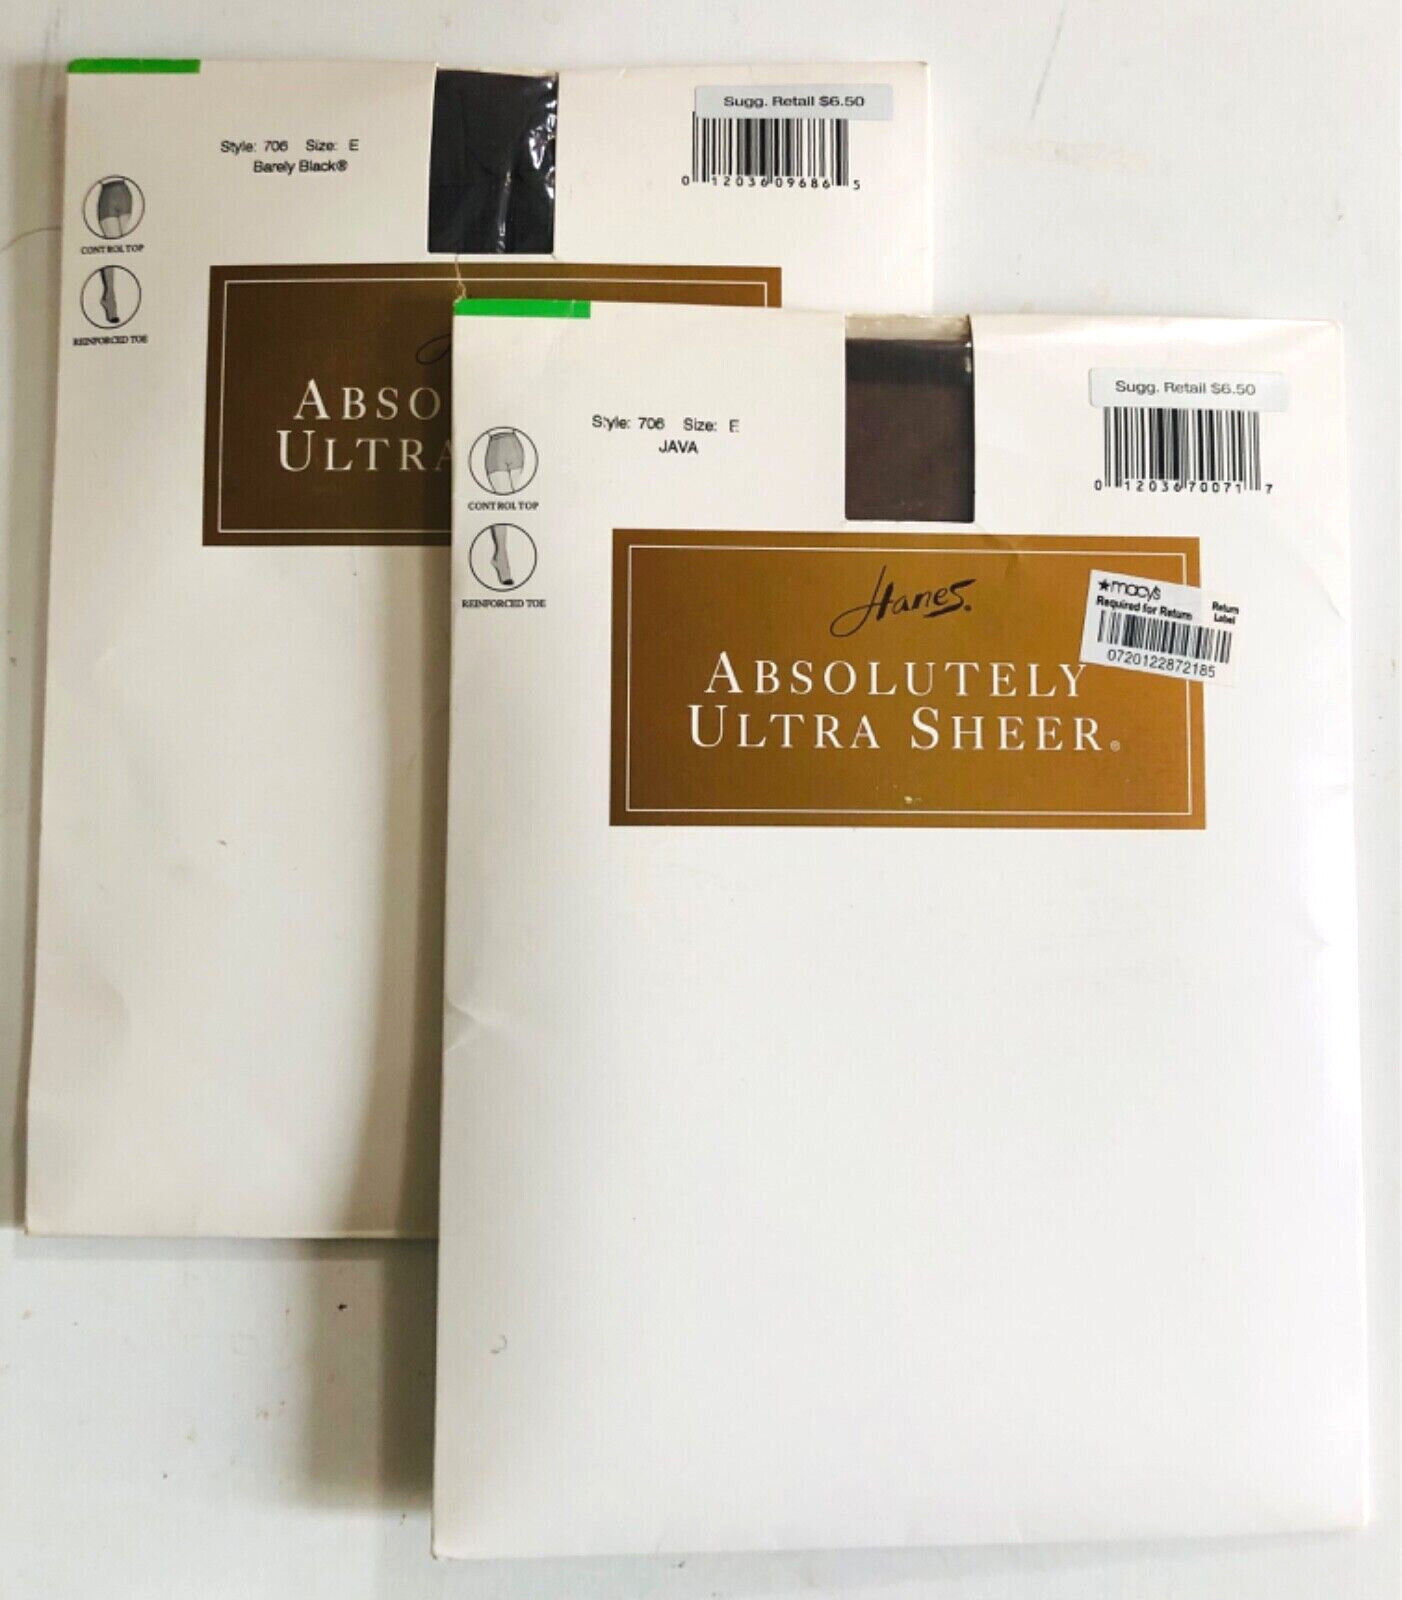 Sugg. Retail $6.50
Style: 706 Size: E
Barely Black®
0 12036 09686 5
CONTROL TOP
REINFORCED TOE
ABSO
ULTRA
Sugg. Retail $6.50
Style: 706 Size: E
JAVA
0 12036 70071 7
CONTROL TOP
REINFORCED TOE
Hanes®
ABSOLUTELY
ULTRA SHEER®
★macy's
Required for Return
Return
Label
0720122872185